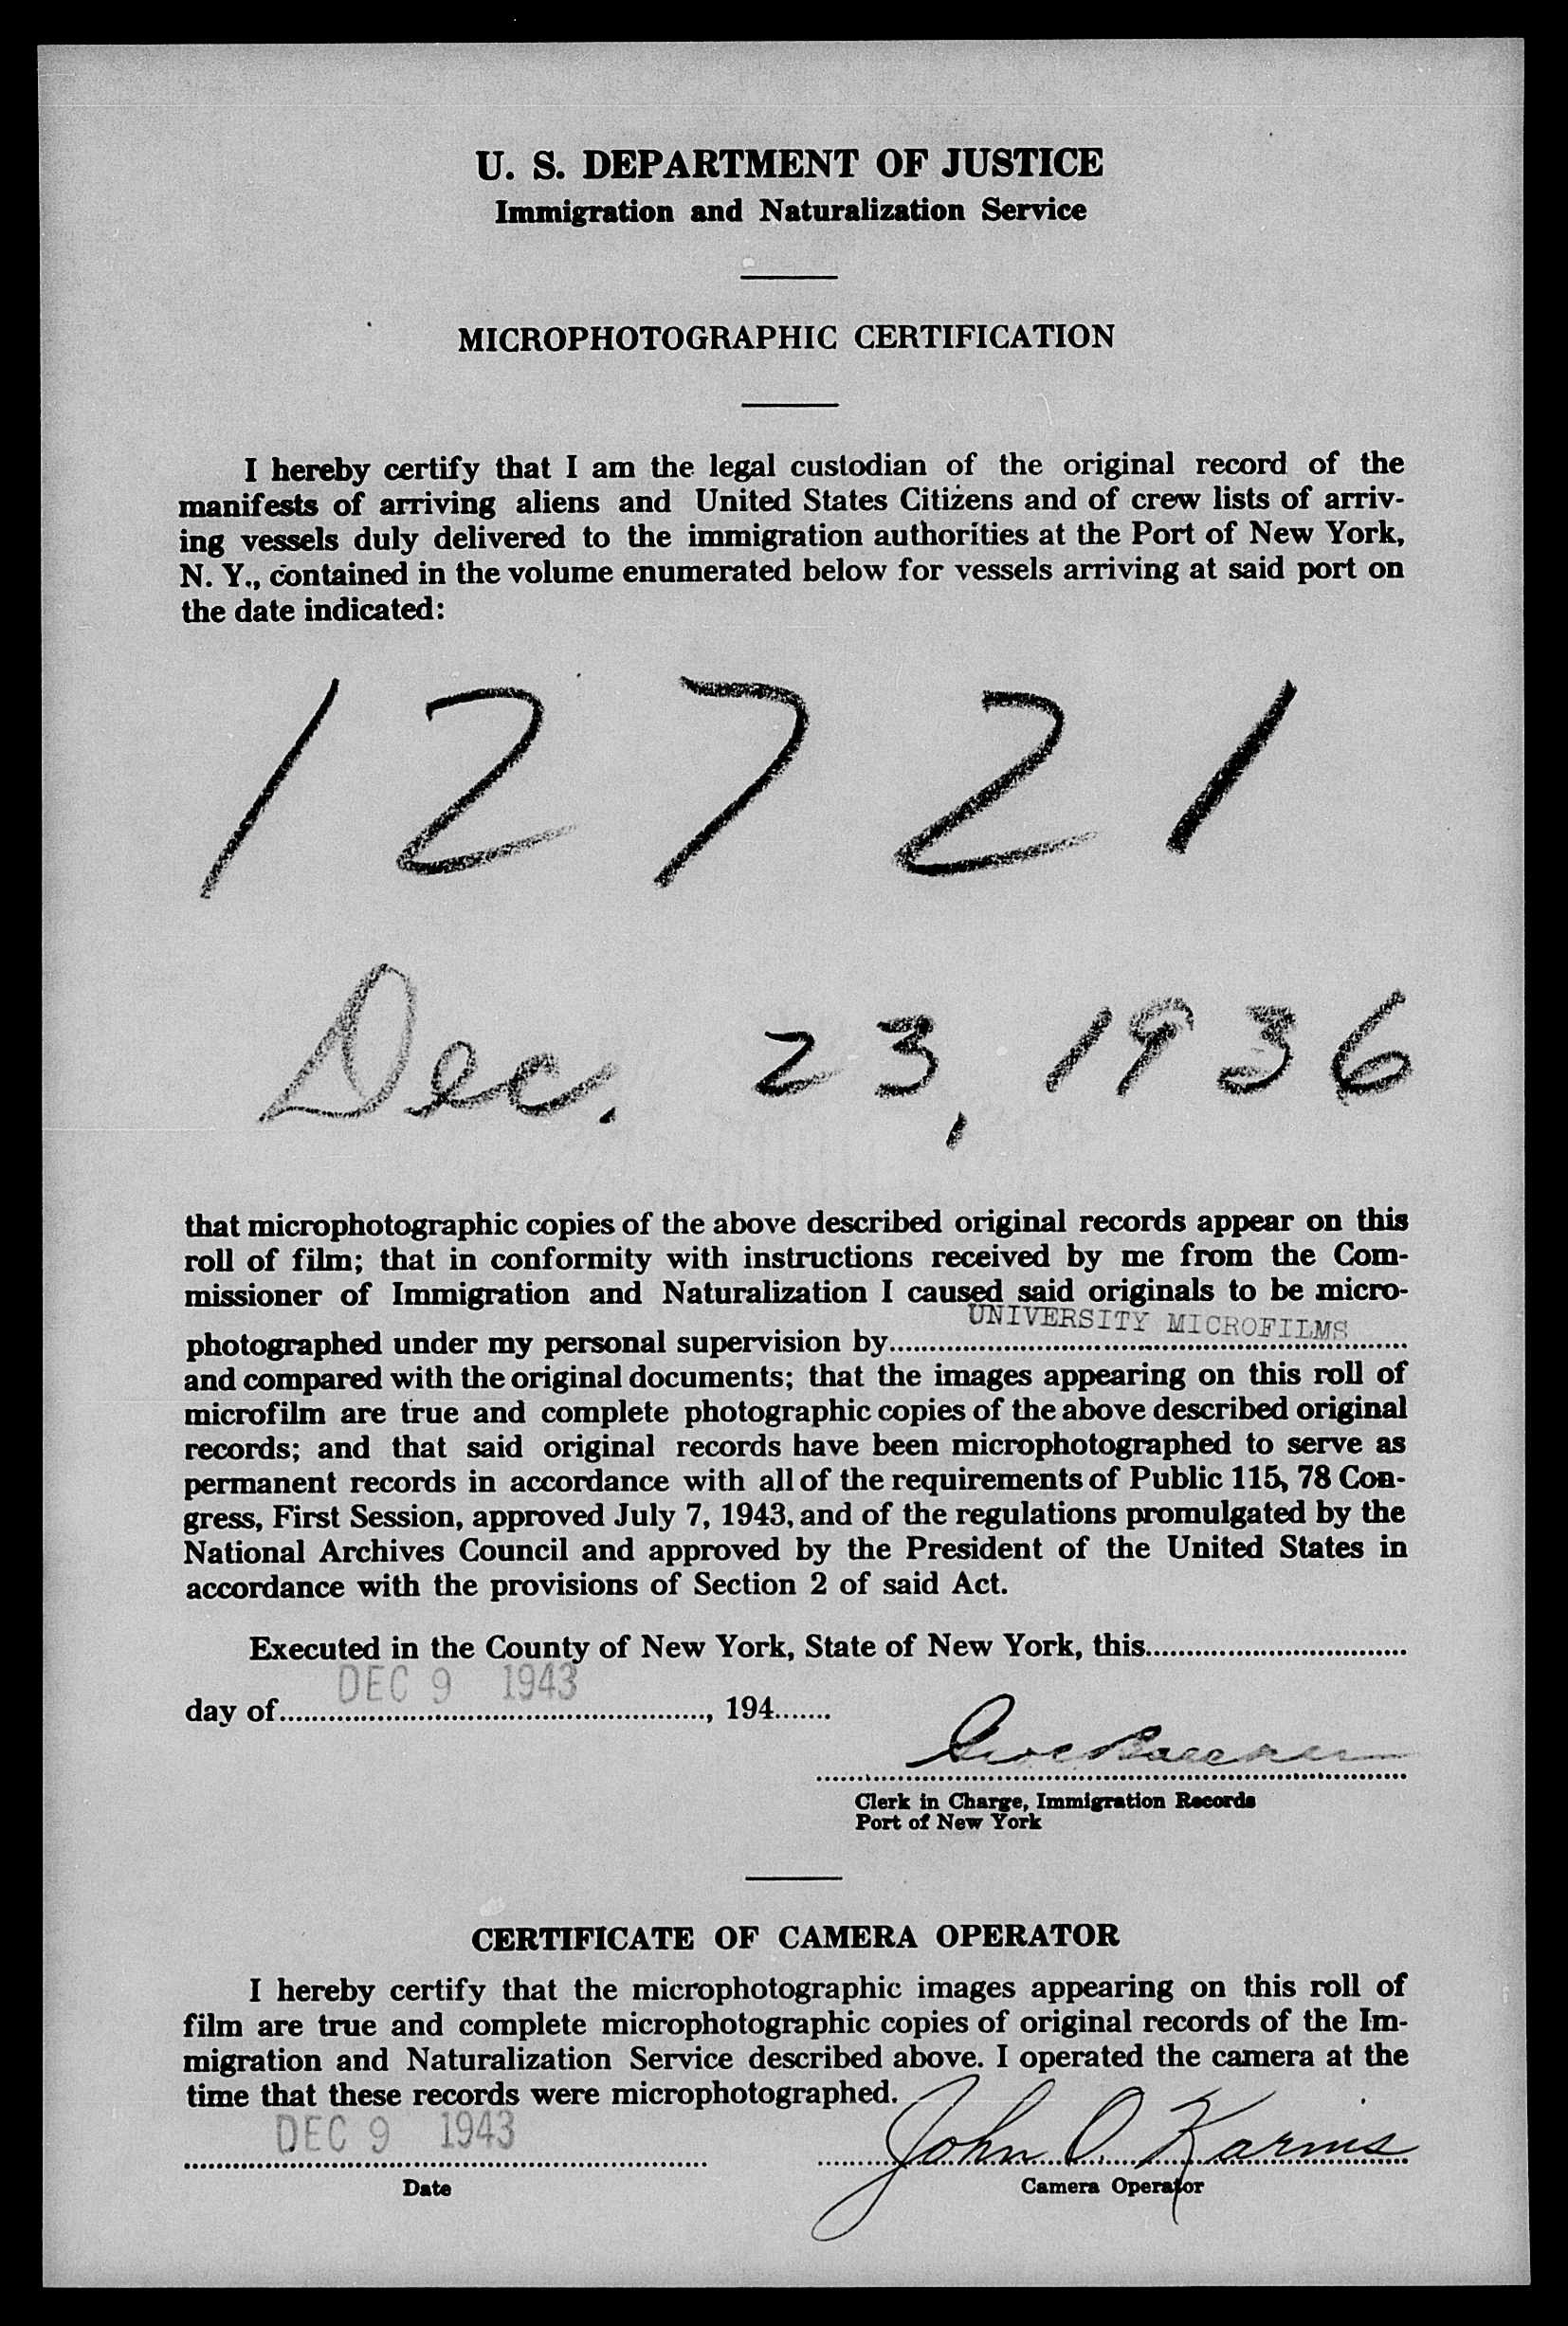 U. S. DEPARTMENT OF JUSTICE
Immigration and Naturalization Service
MICROPHOTOGRAPHIC CERTIFICATION
I hereby certify that I am the legal custodian of the original record of the
manifests of arriving aliens and United States Citizens and of crew lists of arriv-
ing vessels duly delivered to the immigration authorities at the Port of New York,
N. Y., contained in the volume enumerated below for vessels arriving at said port on
the date indicated:
12721
Dec. 23, 1936
that microphotographic copies of the above described original records appear on this
roll of film; that in conformity with instructions received by me from the Com-
missioner of Immigration and Naturalization I caused said originals to be micro-
photographed under my personal supervision by UNIVERSITY MICROFILMS
and compared with the original documents; that the images appearing on this roll of
microfilm are true and complete photographic copies of the above described original
records; and that said original records have been microphotographed to serve as
permanent records in accordance with all of the requirements of Public 115, 78 Con-
gress, First Session, approved July 7, 1943, and of the regulations promulgated by the
National Archives Council and approved by the President of the United States in
accordance with the provisions of Section 2 of said Act.
Executed in the County of New York, State of New York, this
DEC 9 1943
day of , 194
Clerk in Charge, Immigration Records
Port of New York
CERTIFICATE OF CAMERA OPERATOR
I hereby certify that the microphotographic images appearing on this roll of
film are true and complete microphotographic copies of original records of the Im-
migration and Naturalization Service described above. I operated the camera at the
time that these records were microphotographed.
DEC 9 1943 John O. Karnis
Date Camera Operator